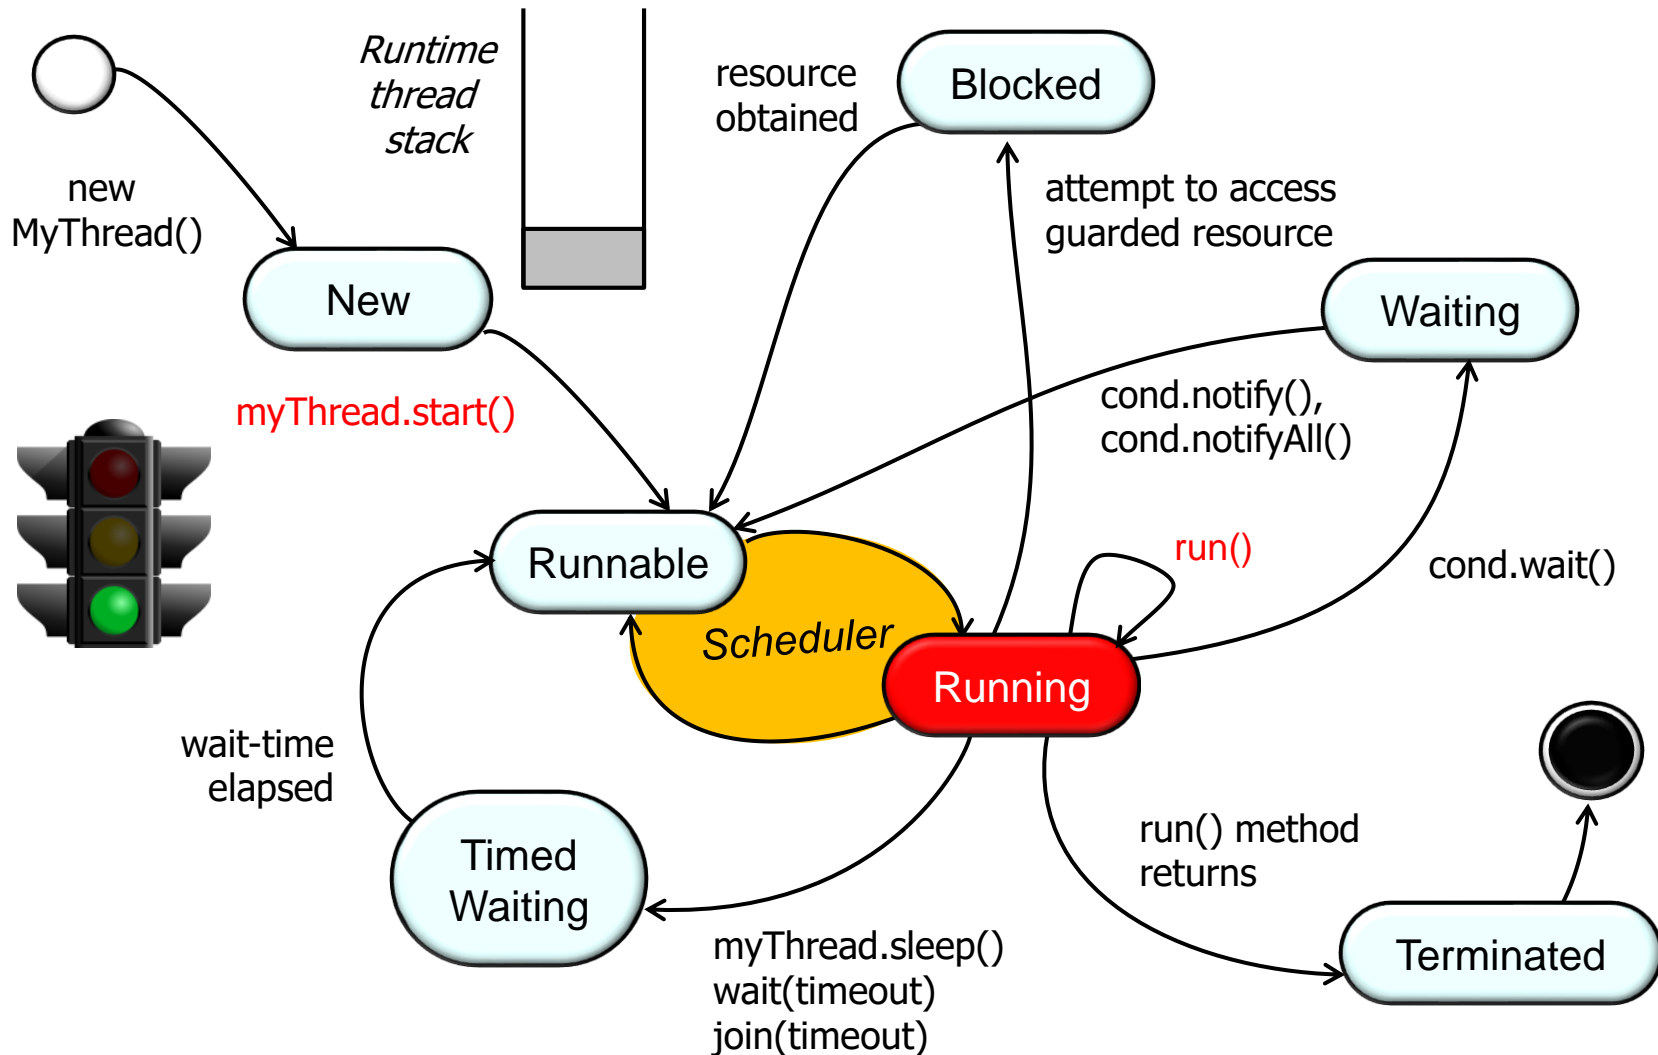 Runtime
thread
stack
new
MyThread()
New
myThread.start()
resource
obtained
Blocked
attempt to access
guarded resource
Waiting
cond.notify(),
cond.notifyAll()
cond.wait()
Runnable
Scheduler
run()
Running
wait-time
elapsed
Timed
Waiting
myThread.sleep()
wait(timeout)
join(timeout)
run() method
returns
Terminated